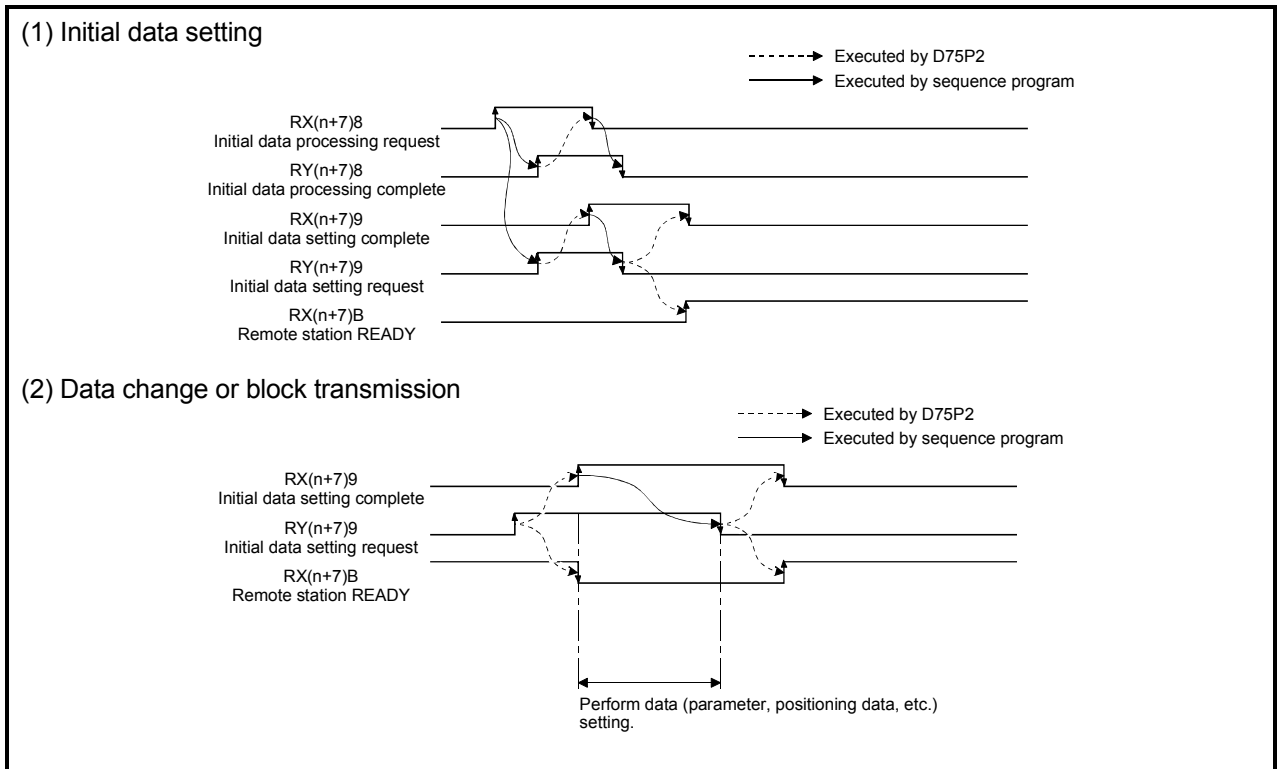 (1) Initial data setting
Executed by D75P2
Executed by sequence program
RX(n+7)8
Initial data processing request
RY(n+7)8
Initial data processing complete
RX(n+7)9
Initial data setting complete
RY(n+7)9
Initial data setting request
RX(n+7)B
Remote station READY
(2) Data change or block transmission
Executed by D75P2
Executed by sequence program
RX(n+7)9
Initial data setting complete
RY(n+7)9
Initial data setting request
RX(n+7)B
Remote station READY
Perform data (parameter, positioning data, etc.)
setting.